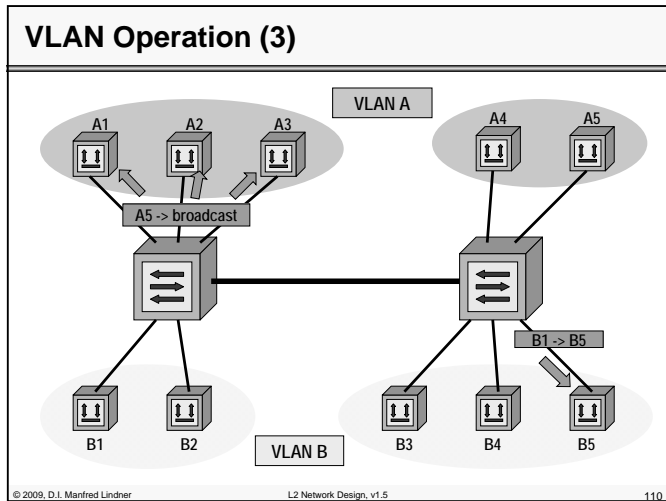 VLAN Operation (3)
VLAN A
A1
A2
A3
A4
A5
A5 -> broadcast
B1 -> B5
B1
B2
B3
B4
B5
VLAN B
© 2009, D.I. Manfred Lindner
L2 Network Design, v1.5
110